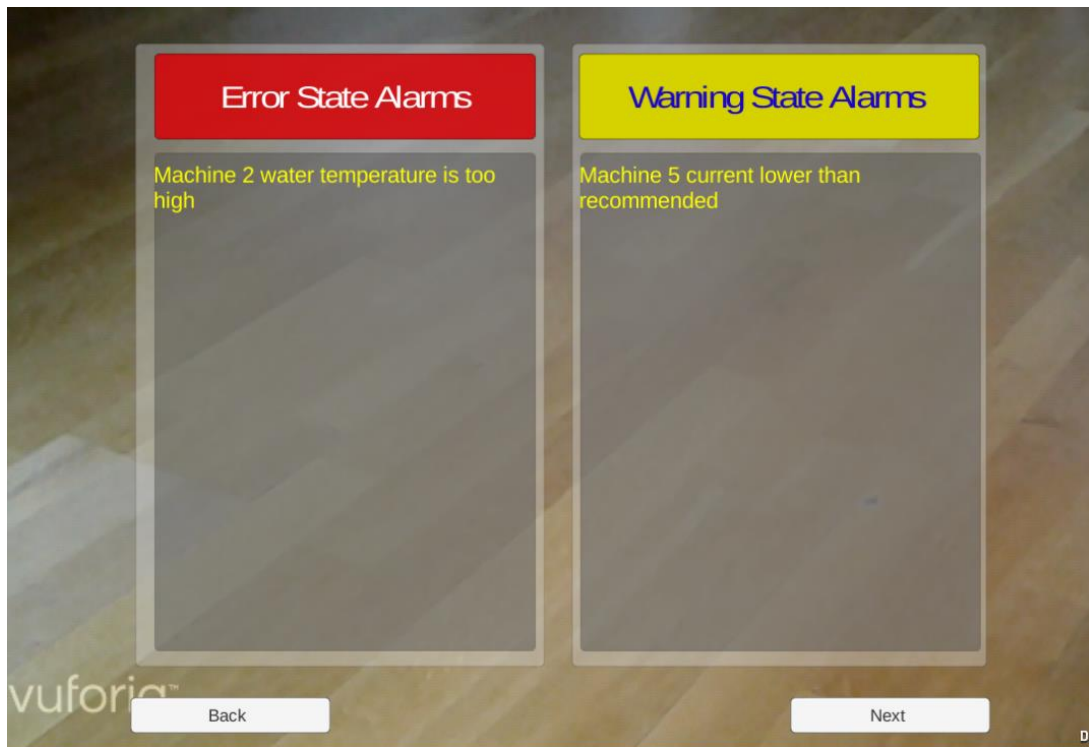 Error State Alarms
Machine 2 water temperature is too
high
Warning State Alarms
Machine 5 current lower than
recommended
vuforia™
Back
Next
D